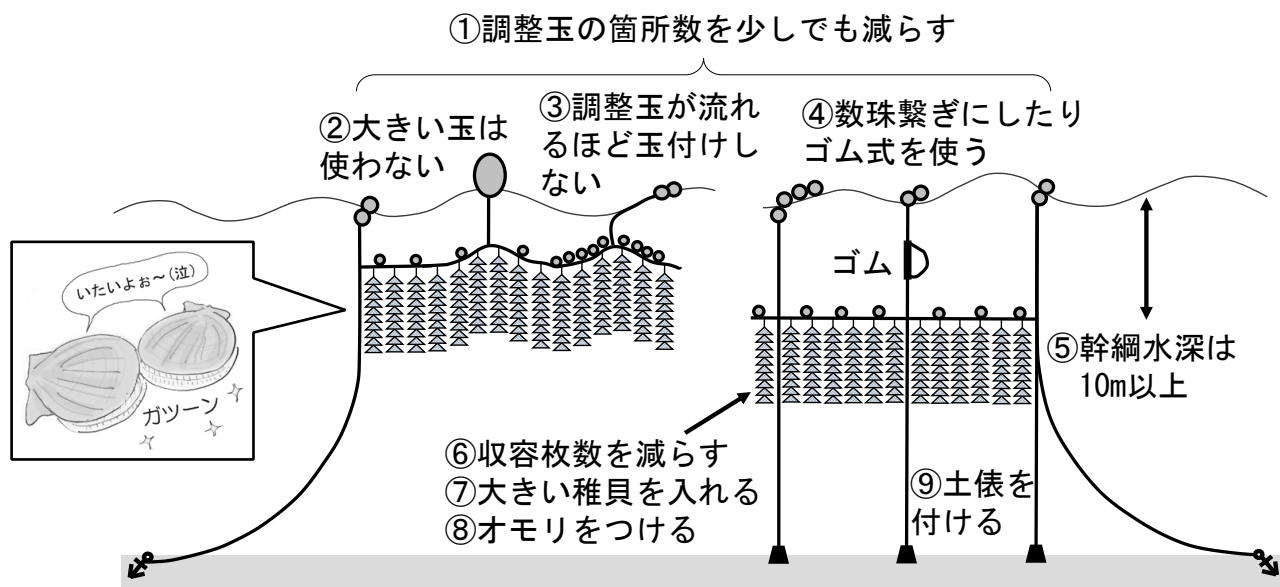 ①調整玉の箇所数を少しでも減らす
②大きい玉は
使わない
③調整玉が流れ
るほど玉付けし
ない
④数珠繋ぎにしたり
ゴム式を使う
いたいよぉ～(泣)
ガツーン
ゴム
⑤幹綱水深は
10m以上
⑥収容枚数を減らす
⑦大きい稚貝を入れる
⑧オモリをつける
⑨土俵を
付ける